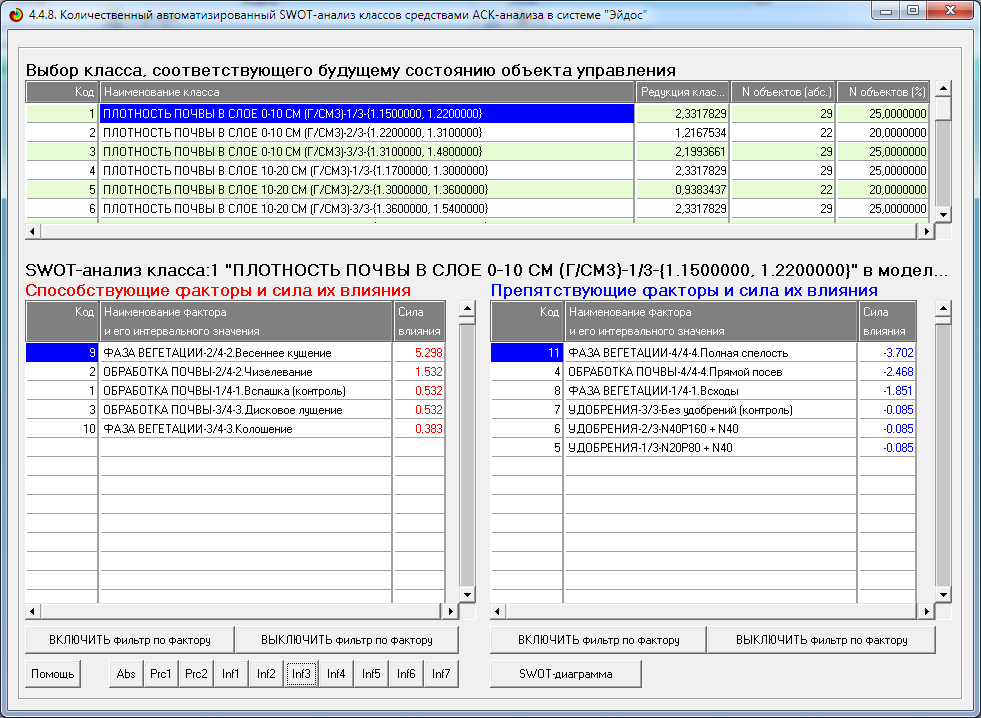 4.4.8. Количественный автоматизированный SWOT-анализ классов средствами АСК-анализа в системе "Эйдос"
Выбор класса, соответствующего будущему состоянию объекта управления
Код Наименование класса Редукция клас... N объектов (абс.) N объектов (%)
1 ПЛОТНОСТЬ ПОЧВЫ В СЛОЕ 0-10 СМ (Г/СМ3)-1/3-{1.1500000, 1.2200000} 2,3317829 29 25,0000000
2 ПЛОТНОСТЬ ПОЧВЫ В СЛОЕ 0-10 СМ (Г/СМ3)-2/3-{1.2200000, 1.3100000} 1,2167534 22 20,0000000
3 ПЛОТНОСТЬ ПОЧВЫ В СЛОЕ 0-10 СМ (Г/СМ3)-3/3-{1.3100000, 1.4800000} 2,1993661 29 25,0000000
4 ПЛОТНОСТЬ ПОЧВЫ В СЛОЕ 10-20 СМ (Г/СМ3)-1/3-{1.1700000, 1.3000000} 2,3317829 29 25,0000000
5 ПЛОТНОСТЬ ПОЧВЫ В СЛОЕ 10-20 СМ (Г/СМ3)-2/3-{1.3000000, 1.3600000} 0,9383437 22 20,0000000
6 ПЛОТНОСТЬ ПОЧВЫ В СЛОЕ 10-20 СМ (Г/СМ3)-3/3-{1.3600000, 1.5400000} 2,3317829 29 25,0000000
SWOT-анализ класса:1 "ПЛОТНОСТЬ ПОЧВЫ В СЛОЕ 0-10 СМ (Г/СМ3)-1/3-{1.1500000, 1.2200000}" в модел...
Способствующие факторы и сила их влияния
Код Наименование фактора Сила
и его интервального значения влияния
9 ФАЗА ВЕГЕТАЦИИ-2/4-2.Весеннее кущение 5.298
2 ОБРАБОТКА ПОЧВЫ-2/4-2.Чизелевание 1.532
1 ОБРАБОТКА ПОЧВЫ-1/4-1.Вспашка (контроль) 0.532
3 ОБРАБОТКА ПОЧВЫ-3/4-3.Дисковое лущение 0.532
10 ФАЗА ВЕГЕТАЦИИ-3/4-3.Колошение 0.383
ВКЛЮЧИТЬ фильтр по фактору ВЫКЛЮЧИТЬ фильтр по фактору
Препятствующие факторы и сила их влияния
Код Наименование фактора Сила
и его интервального значения влияния
11 ФАЗА ВЕГЕТАЦИИ-4/4-4.Полная спелость -3.702
4 ОБРАБОТКА ПОЧВЫ-4/4-4.Прямой посев -2.468
8 ФАЗА ВЕГЕТАЦИИ-1/4-1.Всходы -1.851
7 УДОБРЕНИЯ-3/3-Без удобрений (контроль) -0.085
6 УДОБРЕНИЯ-2/3-N40P160 + N40 -0.085
5 УДОБРЕНИЯ-1/3-N20P80 + N40 -0.085
ВКЛЮЧИТЬ фильтр по фактору ВЫКЛЮЧИТЬ фильтр по фактору
Помощь Abs Prc1 Prc2 Inf1 Inf2 Inf3 Inf4 Inf5 Inf6 Inf7 SWOT-диаграмма